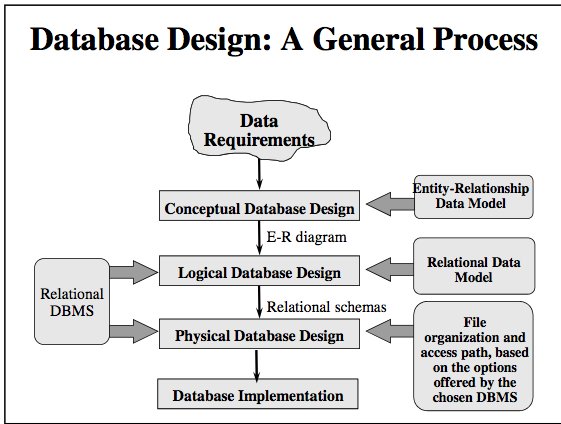 Database Design: A General Process
Data
Requirements
Conceptual Database Design
Entity-Relationship
Data Model
E-R diagram
Logical Database Design
Relational Data
Model
Relational
DBMS
Relational schemas
Physical Database Design
File
organization and
access path, based
on the options
offered by the
chosen DBMS
Database Implementation